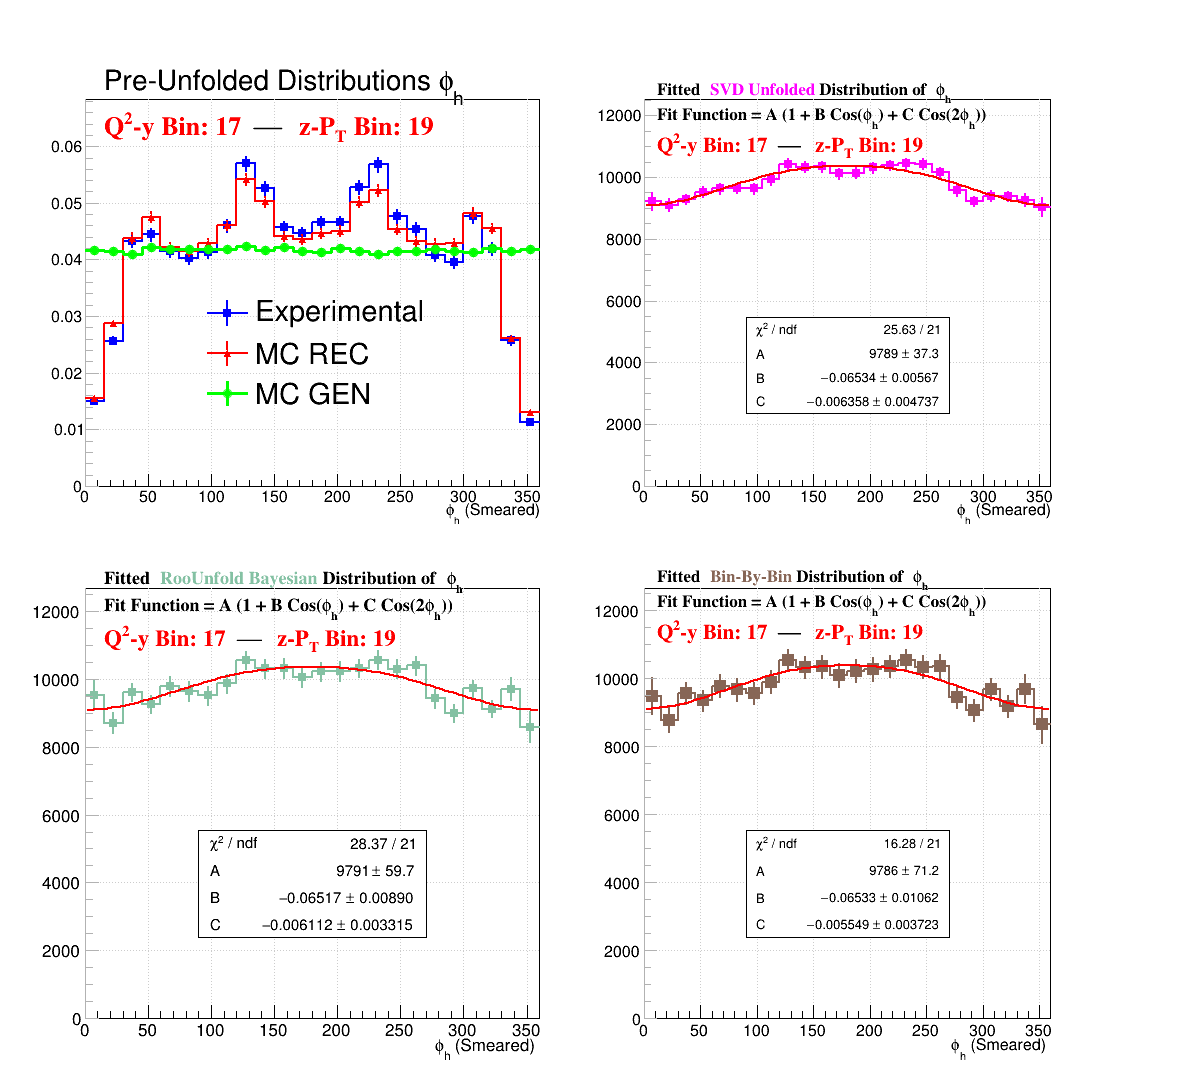 Pre-Unfolded Distributions ϕh
Q²-y Bin: 17 — z-PT Bin: 19
0.06
0.05
0.04
0.03
0.02
0.01
0
Experimental
MC REC
MC GEN
0 50 100 150 200 250 300 350
ϕh (Smeared)
Fitted SVD Unfolded Distribution of ϕh
Fit Function = A (1 + B Cos(ϕh) + C Cos(2ϕh))
Q²-y Bin: 17 — z-PT Bin: 19
12000
10000
8000
6000
4000
2000
0
χ² / ndf 25.63 / 21
A 9789 ± 37.3
B −0.06534 ± 0.00567
C −0.006358 ± 0.004737
0 50 100 150 200 250 300 350
ϕh (Smeared)
Fitted RooUnfold Bayesian Distribution of ϕh
Fit Function = A (1 + B Cos(ϕh) + C Cos(2ϕh))
Q²-y Bin: 17 — z-PT Bin: 19
12000
10000
8000
6000
4000
2000
0
χ² / ndf 28.37 / 21
A 9791 ± 59.7
B −0.06517 ± 0.00890
C −0.006112 ± 0.003315
0 50 100 150 200 250 300 350
ϕh (Smeared)
Fitted Bin-By-Bin Distribution of ϕh
Fit Function = A (1 + B Cos(ϕh) + C Cos(2ϕh))
Q²-y Bin: 17 — z-PT Bin: 19
12000
10000
8000
6000
4000
2000
0
χ² / ndf 16.28 / 21
A 9786 ± 71.2
B −0.06533 ± 0.01062
C −0.005549 ± 0.003723
0 50 100 150 200 250 300 350
ϕh (Smeared)